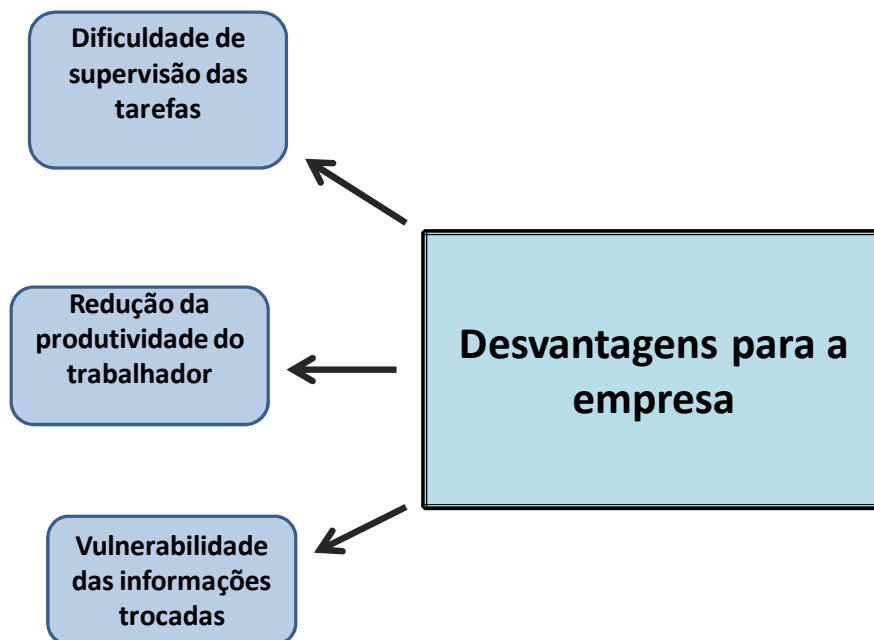 Dificuldade de
supervisão das
tarefas
Redução da
produtividade do
trabalhador
Desvantagens para a
empresa
Vulnerabilidade
das informações
trocadas